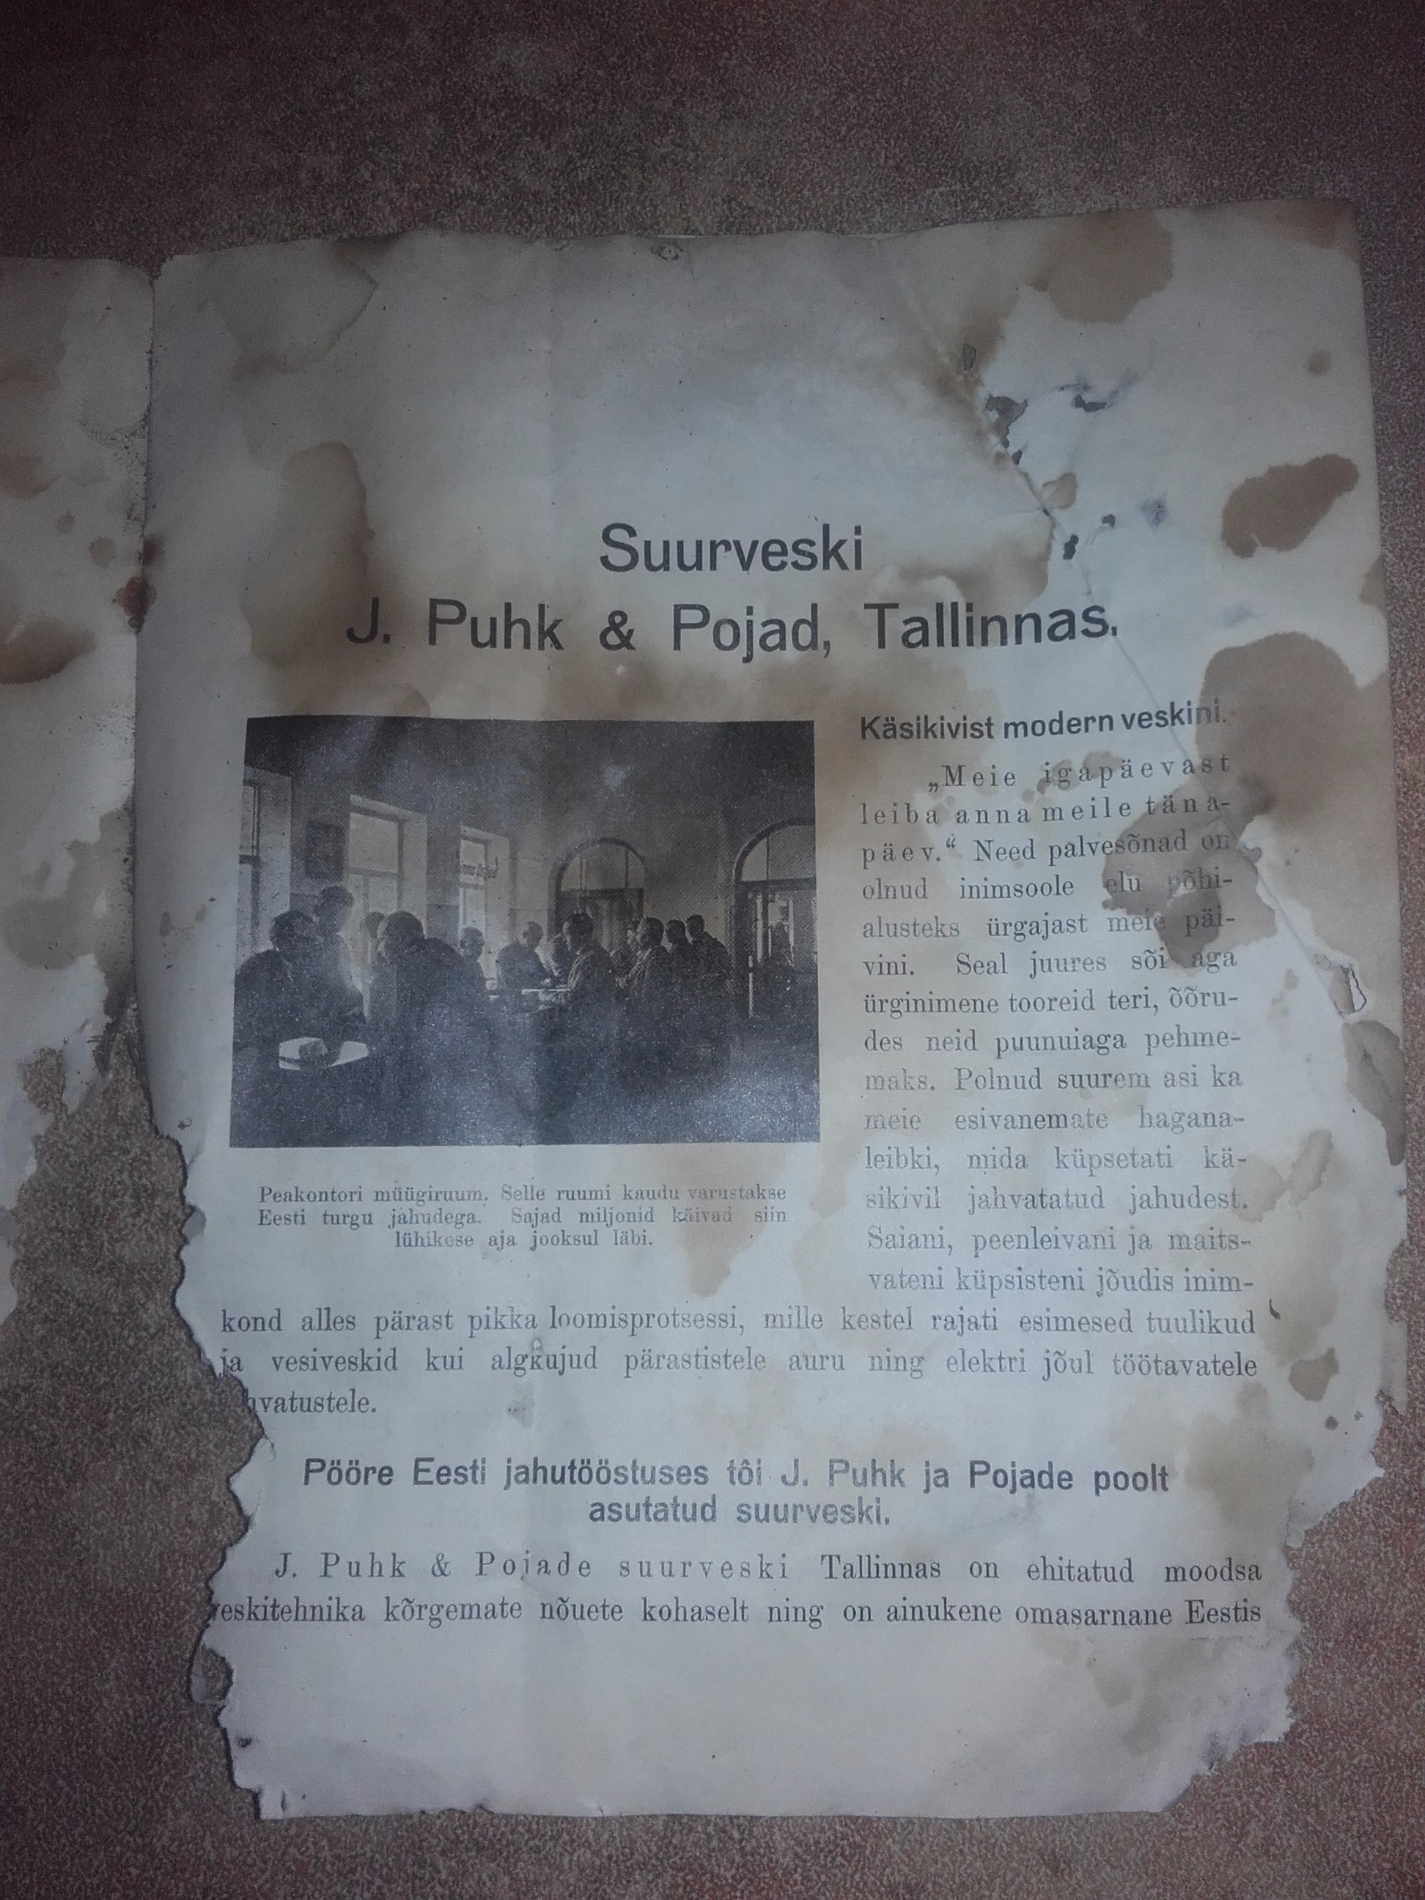 Suurveski
J. Puhk & Pojad, Tallinnas.
Käsikivist modern veskini.
„Meie igapäevast
leiba anna meile täna-
päev.“ Need palvesõnad on
olnud inimsoole elu põhi-
alusteks ürgajast meie päi-
vini. Seal juures sõi aga
ürginimene tooreid teri, õõru-
des neid puunuiaga pehme-
maks. Polnud suurem asi ka
meie esivanemate hagana-
leibki, mida küpsetati kä-
sikivil jahvatatud jahudest.
Saiani, peenleivani ja maits-
vateni küpsisteni jõudis inim-
kond alles pärast pikka loomisprotsessi, mille kestel rajati esimesed tuulikud
ja vesiveskid kui algkujud pärastistele auru ning elektri jõul töötavatele
hvatustele.
Peakontori müügiruum. Selle ruumi kaudu varustakse
Eesti turgu jahudega. Sajad miljonid käivad siin
lühikese aja jooksul läbi.
Pööre Eesti jahutööstuses tôi J. Puhk ja Pojade poolt
asutatud suurveski.
J. Puhk & Pojade suurveski Tallinnas on ehitatud moodsa
veskitehnika kõrgemate nõuete kohaselt ning on ainukene omasarnane Eestis